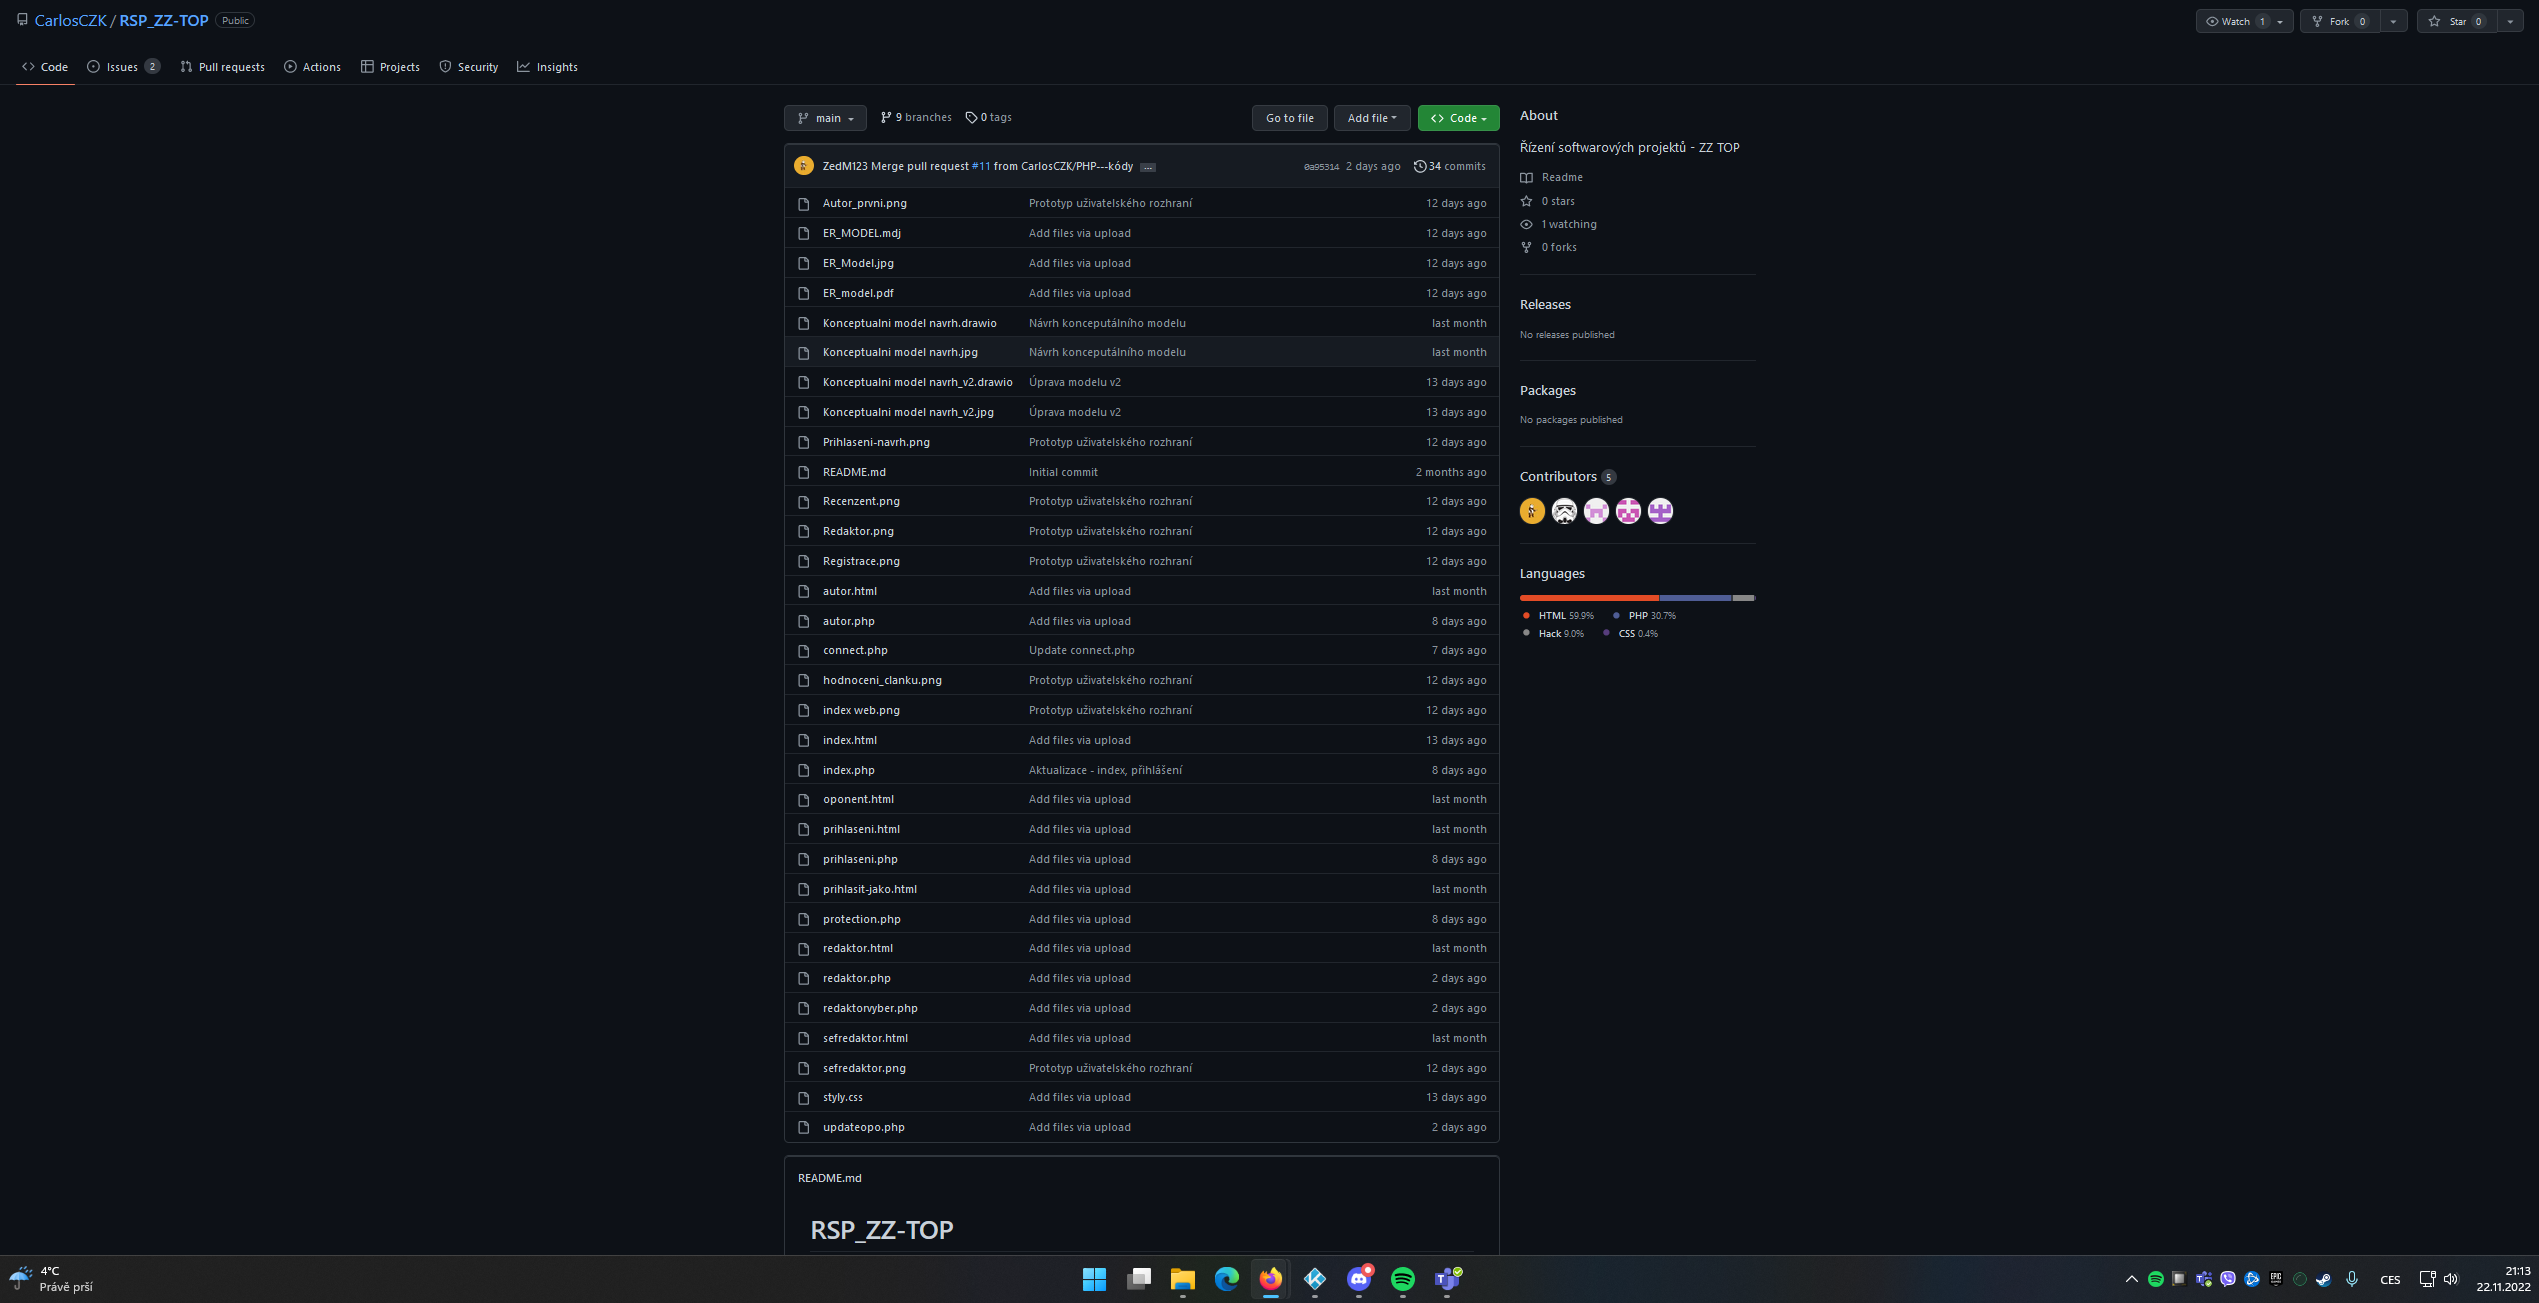 CarlosCZK / RSP_ZZ-TOP Public
Watch 1
Fork 0
Star 0
Code
Issues 2
Pull requests
Actions
Projects
Security
Insights
main
9 branches
0 tags
Go to file
Add file
Code
ZedM123 Merge pull request #11 from CarlosCZK/PHP---kódy ...
0a95314 2 days ago
34 commits
Autor_prvni.png Prototyp uživatelského rozhraní 12 days ago
ER_MODEL.mdj Add files via upload 12 days ago
ER_Model.jpg Add files via upload 12 days ago
ER_model.pdf Add files via upload 12 days ago
Konceptualni model navrh.drawio Návrh konceputálního modelu last month
Konceptualni model navrh.jpg Návrh konceputálního modelu last month
Konceptualni model navrh_v2.drawio Úprava modelu v2 13 days ago
Konceptualni model navrh_v2.jpg Úprava modelu v2 13 days ago
Prihlaseni-navrh.png Prototyp uživatelského rozhraní 12 days ago
README.md Initial commit 2 months ago
Recenzent.png Prototyp uživatelského rozhraní 12 days ago
Redaktor.png Prototyp uživatelského rozhraní 12 days ago
Registrace.png Prototyp uživatelského rozhraní 12 days ago
autor.html Add files via upload last month
autor.php Add files via upload 8 days ago
connect.php Update connect.php 7 days ago
hodnoceni_clanku.png Prototyp uživatelského rozhraní 12 days ago
index web.png Prototyp uživatelského rozhraní 12 days ago
index.html Add files via upload 13 days ago
index.php Aktualizace - index, přihlášení 8 days ago
oponent.html Add files via upload last month
prihlaseni.html Add files via upload last month
prihlaseni.php Add files via upload 8 days ago
prihlasit-jako.html Add files via upload last month
protection.php Add files via upload 8 days ago
redaktor.html Add files via upload last month
redaktor.php Add files via upload 2 days ago
redaktorvyber.php Add files via upload 2 days ago
sefredaktor.html Add files via upload last month
sefredaktor.png Prototyp uživatelského rozhraní 12 days ago
styly.css Add files via upload 13 days ago
updateopo.php Add files via upload 2 days ago
README.md
RSP_ZZ-TOP
About
Řízení softwarových projektů - ZZ TOP
Readme
0 stars
1 watching
0 forks
Releases
No releases published
Packages
No packages published
Contributors 5
Languages
HTML 59.9% PHP 30.7%
Hack 9.0% CSS 0.4%
4°C
Právě prší
CES
21:13
22.11.2022